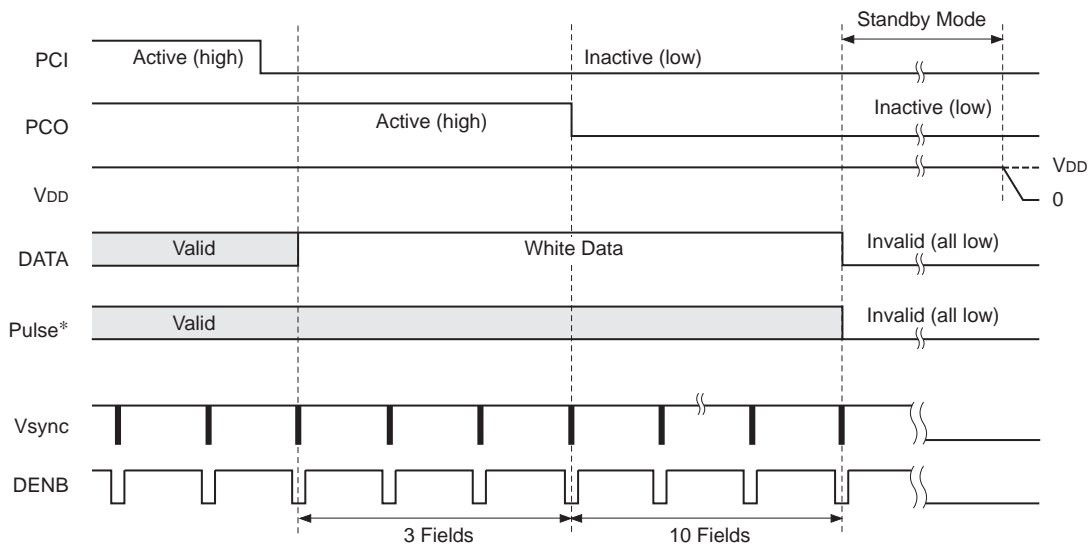 Standby Mode
PCI Active (high) Inactive (low)
PCO Active (high) Inactive (low)
VDD VDD
0
DATA Valid White Data Invalid (all low)
Pulse* Valid Invalid (all low)
Vsync
DENB
3 Fields 10 Fields